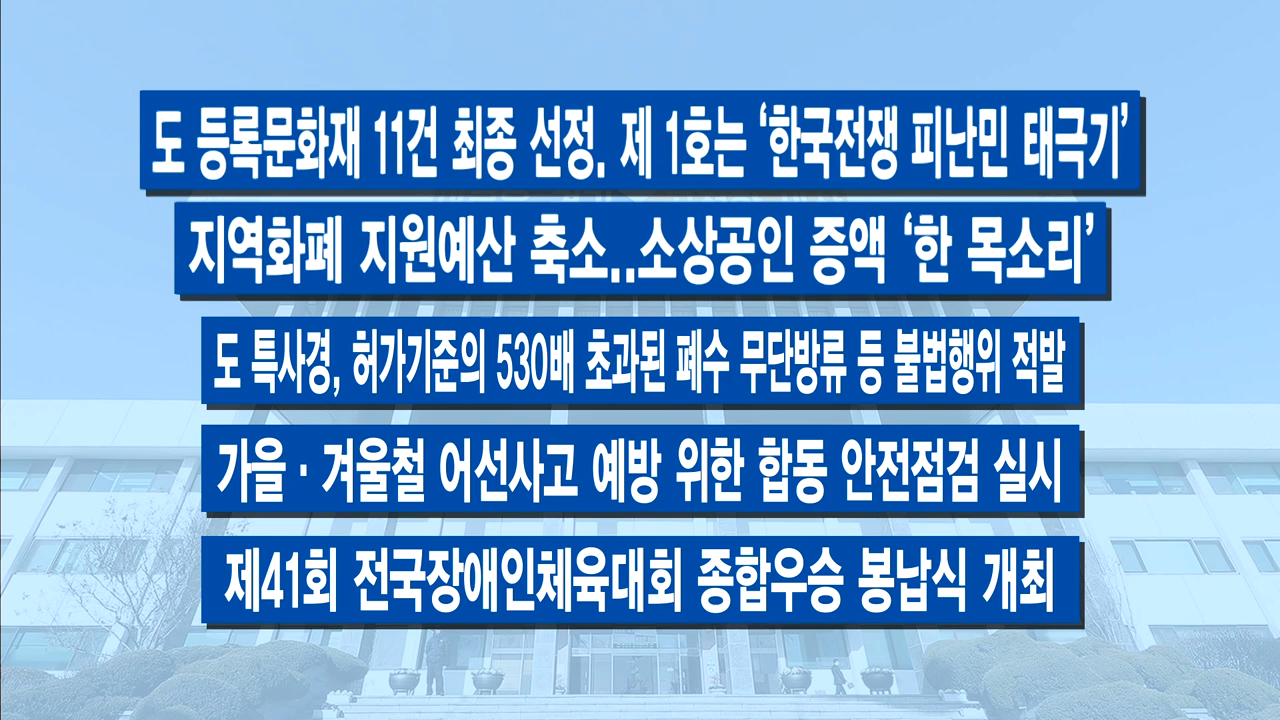 도 등록문화재 11건 최종 선정. 제 1호는 ‘한국전쟁 피난민 태극기’
지역화폐 지원예산 축소..소상공인 증액 ‘한 목소리’
도 특사경, 허가기준의 530배 초과된 폐수 무단방류 등 불법행위 적발
가을·겨울철 어선사고 예방 위한 합동 안전점검 실시
제41회 전국장애인체육대회 종합우승 봉납식 개최